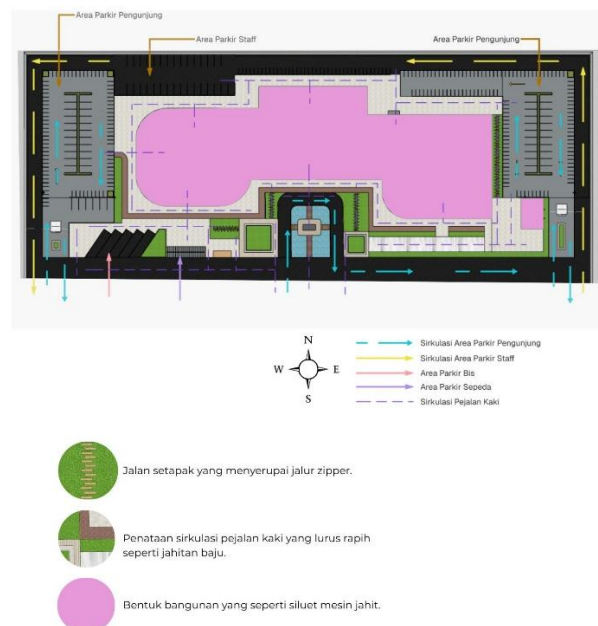 Area Parkir Pengunjung
Area Parkir Staff
Area Parkir Pengunjung
N
W E
S
Sirkulasi Area Parkir Pengunjung
Sirkulasi Area Parkir Staff
Area Parkir Bis
Area Parkir Sepeda
Sirkulasi Pejalan Kaki
Jalan setapak yang menyerupai jalur zipper.
Penataan sirkulasi pejalan kaki yang lurus rapih
seperti jahitan baju.
Bentuk bangunan yang seperti siluet mesin jahit.